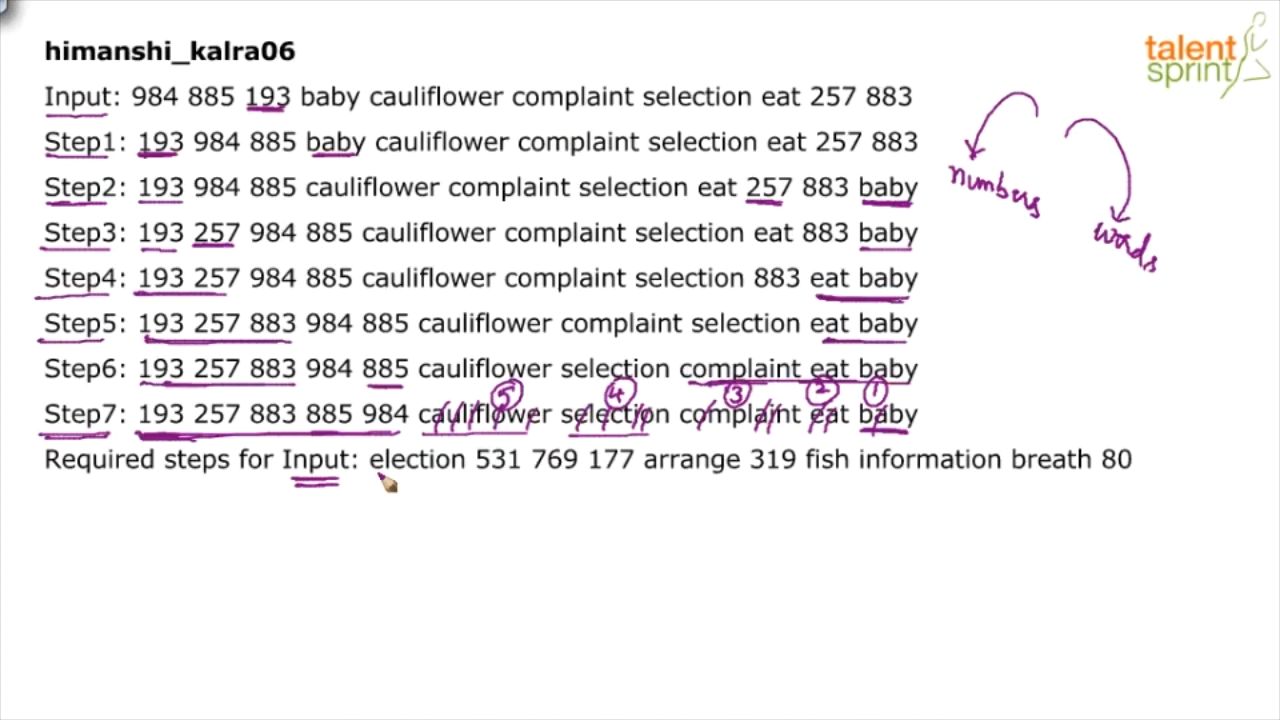 himanshi_kalra06
talent
sprint
Input: 984 885 193 baby cauliflower complaint selection eat 257 883
Step1: 193 984 885 baby cauliflower complaint selection eat 257 883
Step2: 193 984 885 cauliflower complaint selection eat 257 883 baby
numbers
Step3: 193 257 984 885 cauliflower complaint selection eat 883 baby
words
Step4: 193 257 984 885 cauliflower complaint selection 883 eat baby
Step5: 193 257 883 984 885 cauliflower complaint selection eat baby
Step6: 193 257 883 984 885 cauliflower selection complaint eat baby
5 4 3 2 1
Step7: 193 257 883 885 984 cauliflower selection complaint eat baby
Required steps for Input: election 531 769 177 arrange 319 fish information breath 80